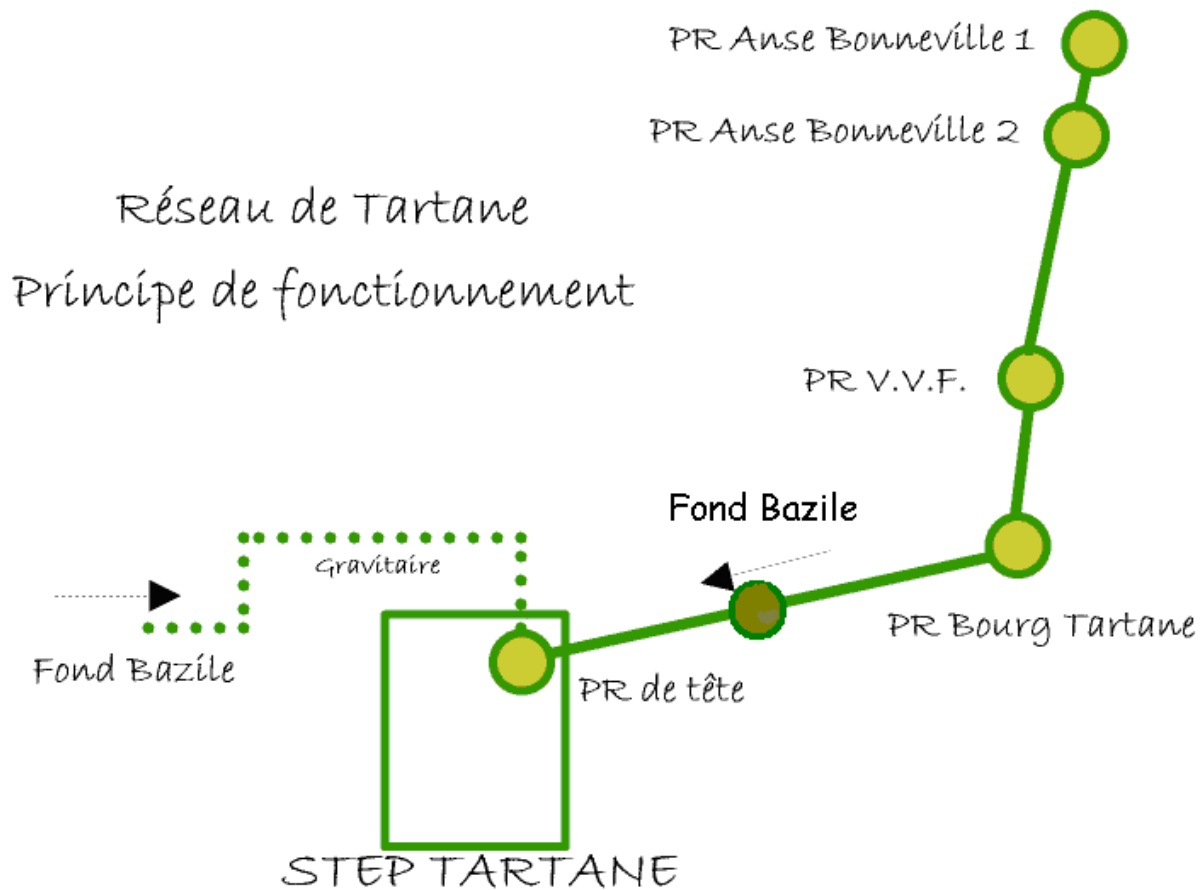 PR Anse Bonneville 1
PR Anse Bonneville 2
Réseau de Tartane
Principe de fonctionnement
PR V.V.F.
Fond Bazile
Gravitaire
PR Bourg Tartane
Fond Bazile
PR de tête
STEP TARTANE